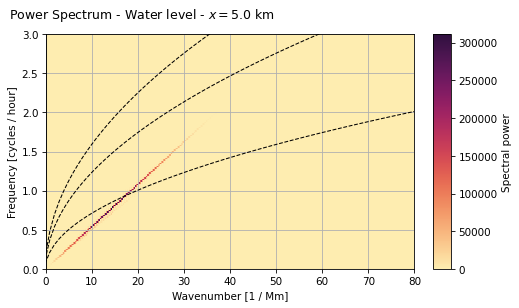 Power Spectrum - Water level - x = 5.0 km
3.0
2.5
2.0
1.5
1.0
0.5
0.0
Frequency [cycles / hour]
0 10 20 30 40 50 60 70 80
Wavenumber [1 / Mm]
300000
250000
200000
150000
100000
50000
0
Spectral power